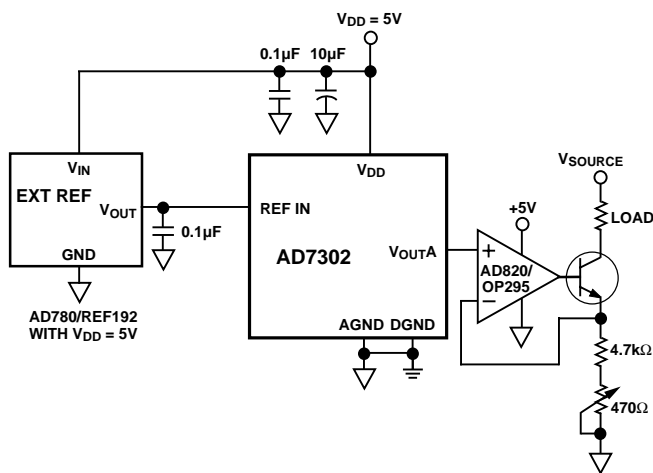 V_DD = 5V
0.1µF
10µF
V_IN
EXT REF
V_OUT
GND
0.1µF
AD780/REF192
WITH V_DD = 5V
V_DD
REF IN
AD7302
V_OUTA
AGND DGND
+5V
+
AD820/
OP295
−
V_SOURCE
LOAD
4.7kΩ
470Ω